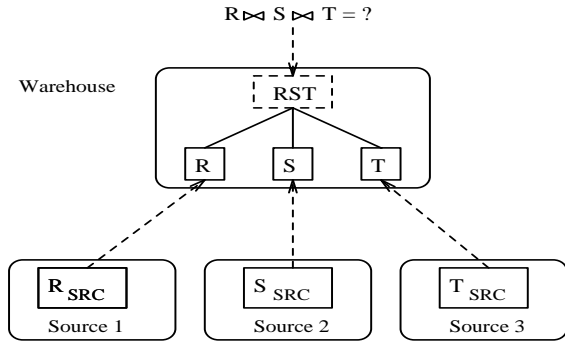 R⋈ S ⋈ T = ?
Warehouse
RST
R
S
T
R SRC
S SRC
T SRC
Source 1
Source 2
Source 3